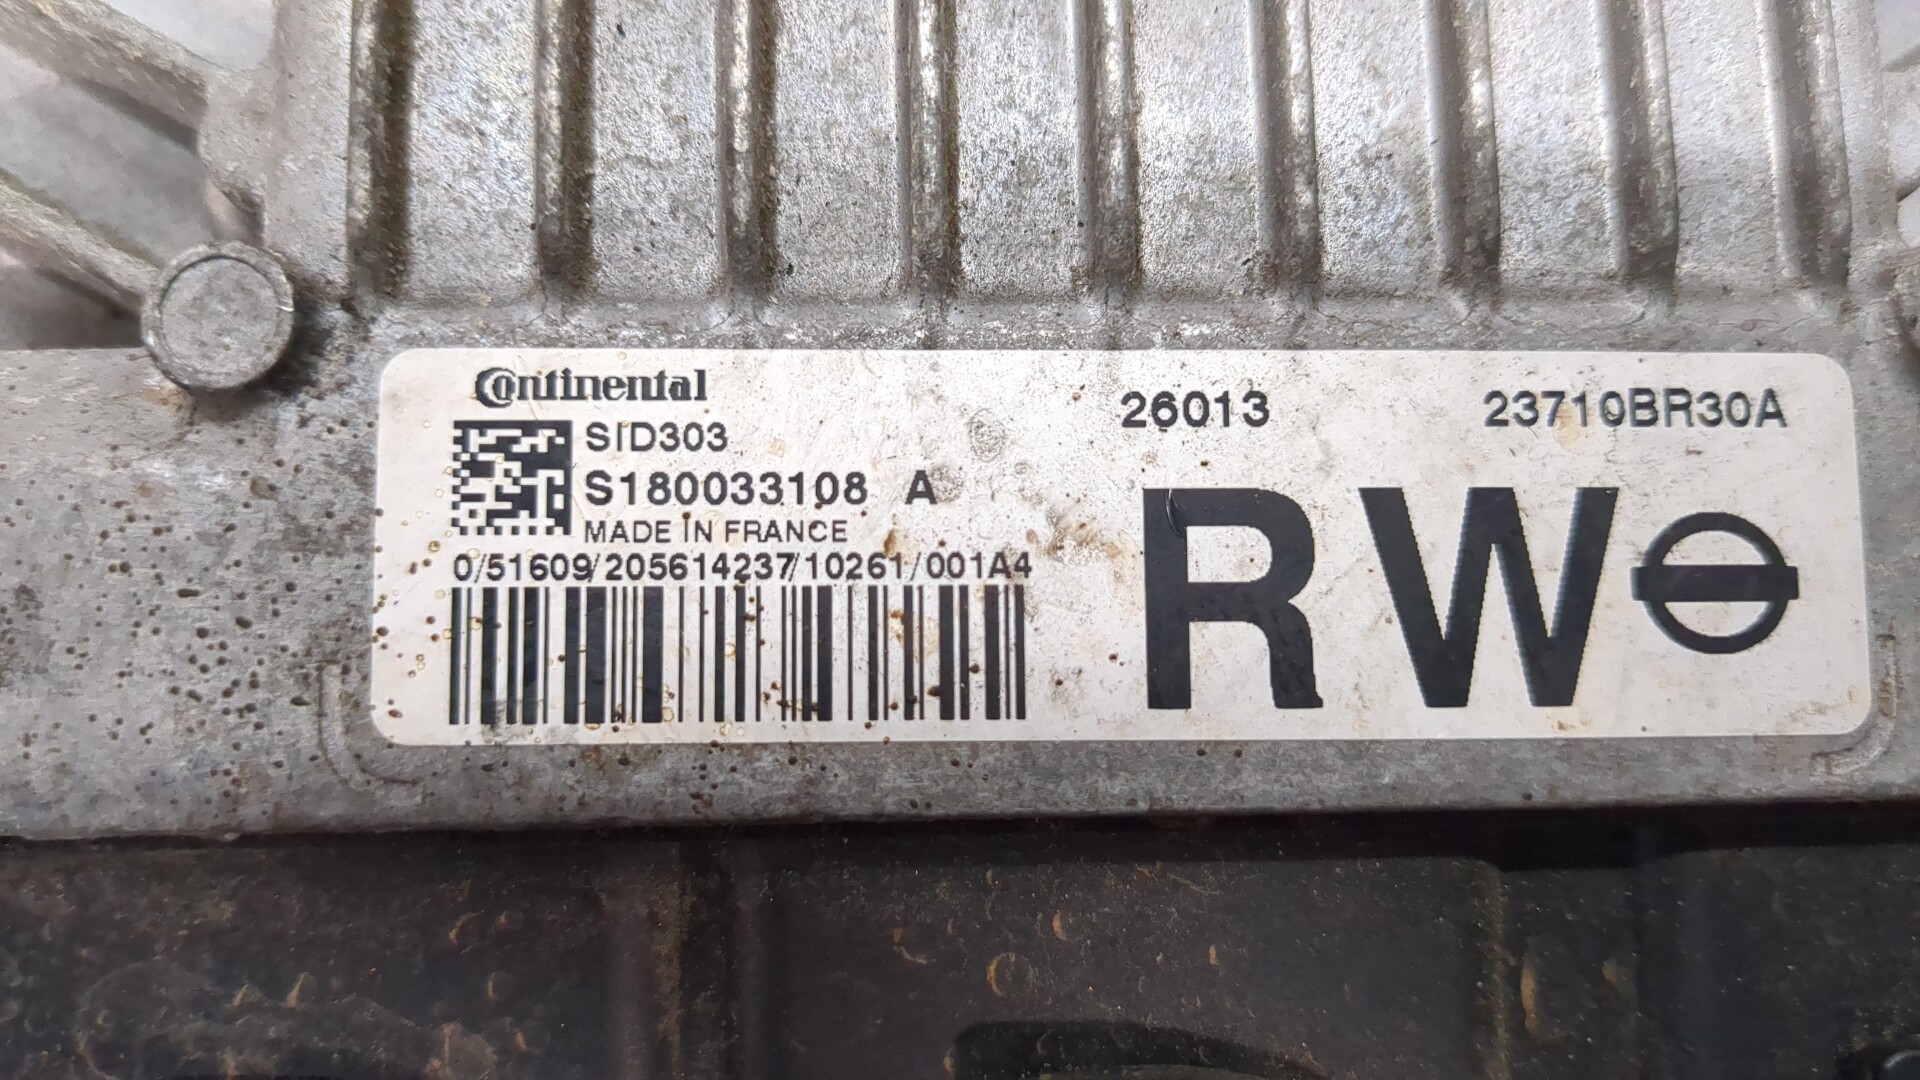 Continental
26013
23710BR30A
SID303
S180033108 A
MADE IN FRANCE
0/51609/205614237/10261/001A4
RW